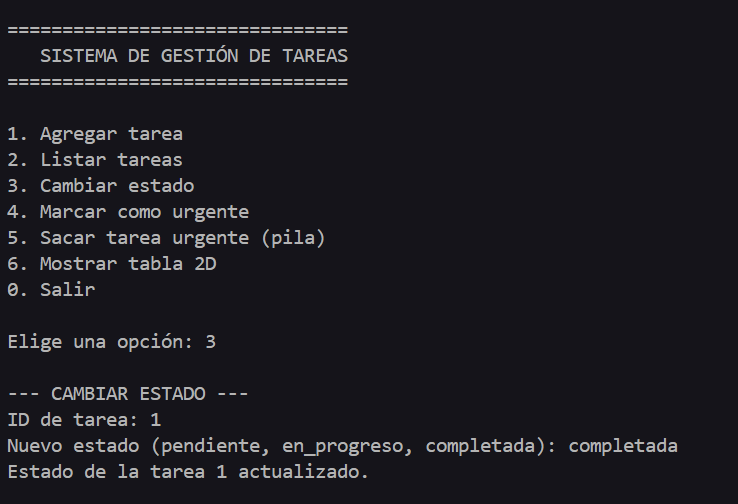 ===============================
SISTEMA DE GESTIÓN DE TAREAS
===============================
1. Agregar tarea
2. Listar tareas
3. Cambiar estado
4. Marcar como urgente
5. Sacar tarea urgente (pila)
6. Mostrar tabla 2D
0. Salir
Elige una opción: 3
--- CAMBIAR ESTADO ---
ID de tarea: 1
Nuevo estado (pendiente, en_progreso, completada): completada
Estado de la tarea 1 actualizado.